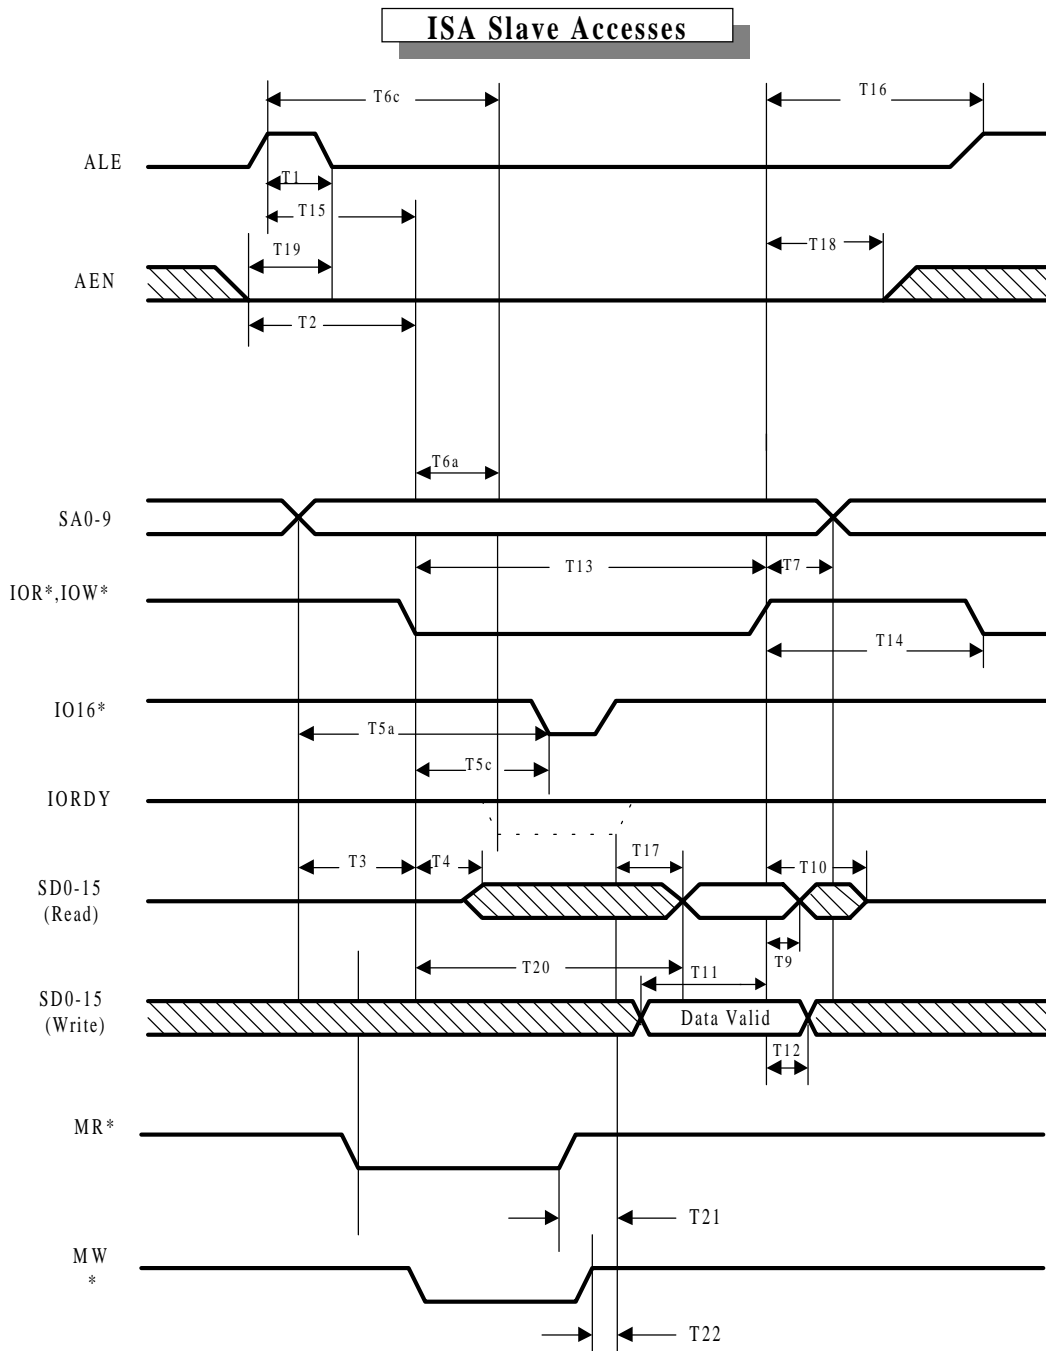 ISA Slave Accesses
T6c
T16
ALE
T1
T15
T18
T19
AEN
T2
T6a
SA0-9
T13
T7
IOR*,IOW*
T14
IO16*
T5a
T5c
IORDY
T17
T3
T4
T10
SD0-15
(Read)
T9
T20
T11
SD0-15
(Write)
Data Valid
T12
MR*
T21
MW
*
T22